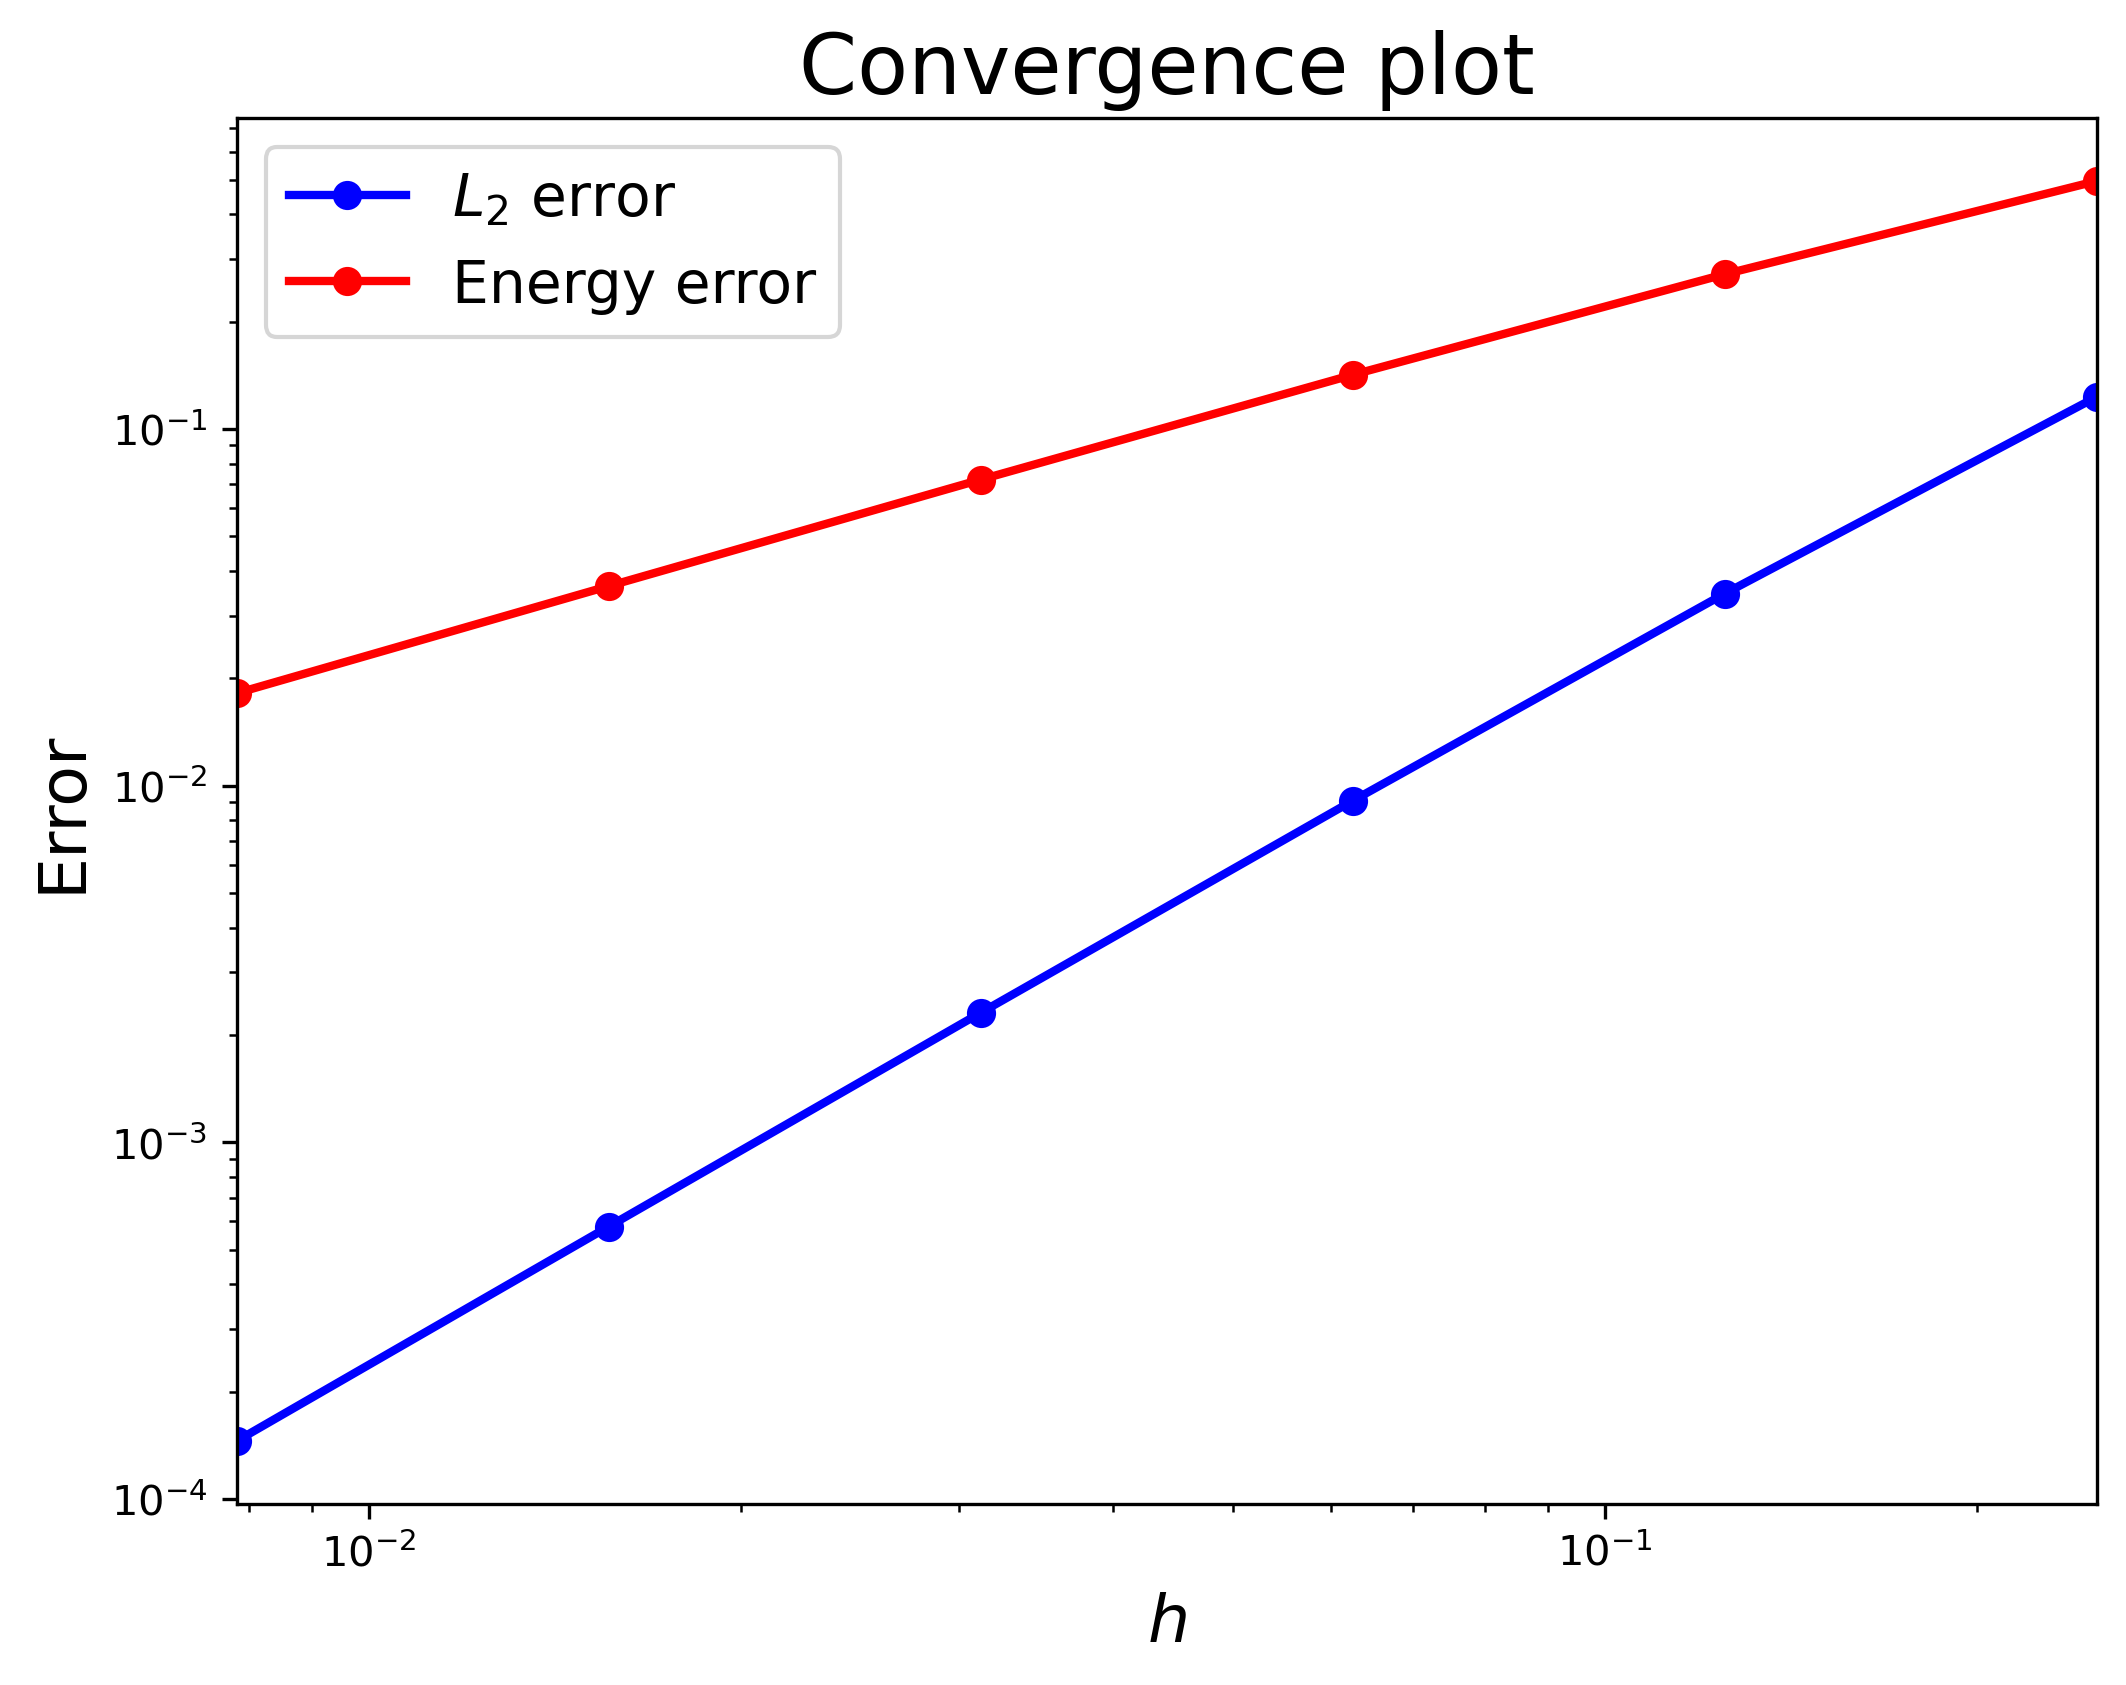 Convergence plot
L₂ error
Energy error
10⁻¹
10⁻²
10⁻³
10⁻⁴
Error
10⁻²
10⁻¹
h